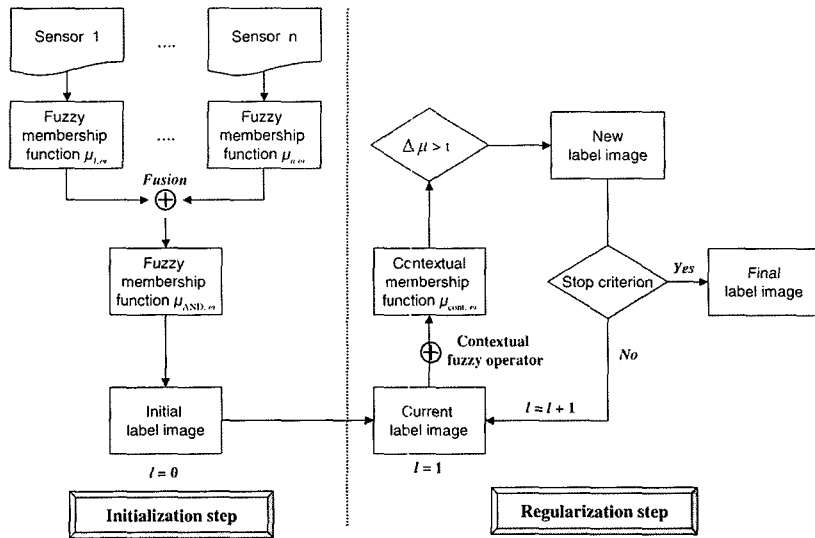 Sensor 1
....
Sensor n
Fuzzy
membership
function μ1,ω
....
Fuzzy
membership
function μn,ω
Fusion
Fuzzy
membership
function μAND, ω
Initial
label image
l = 0
Initialization step
Δ μ > t
New
label image
Contextual
membership
function μcont, ω
Stop criterion
Yes
Final
label image
Contextual
fuzzy operator
No
Current
label image
l = l + 1
l = 1
Regularization step